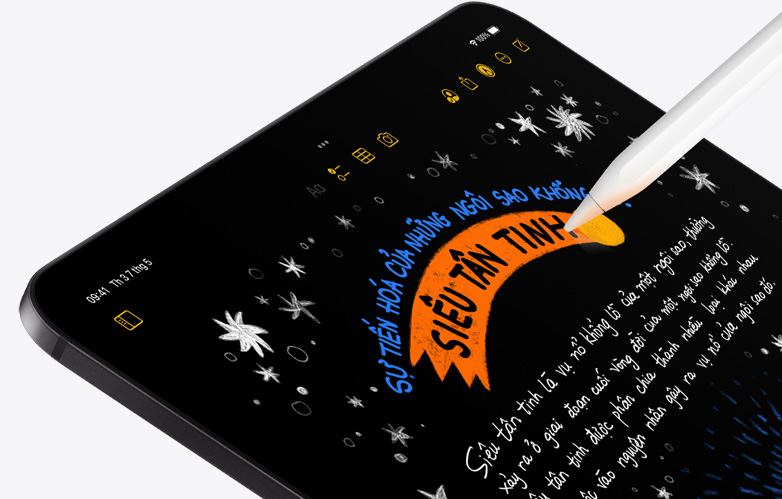 09:41 Th 3 7 thg 5
100%
Aa
SỰ TIẾN HOÁ CỦA NHỮNG NGÔI SAO KHỔNG
SIÊU TÂN TINH
Siêu tân tinh là vụ nổ khổng lồ của một ngôi sao thường
xảy ra ở giai đoạn cuối vòng đời của một ngôi sao khổng lồ.
tân tinh được phân chia thành nhiều loại khác nhau
vào nguyên nhân gây ra vụ nổ của ngôi sao đó